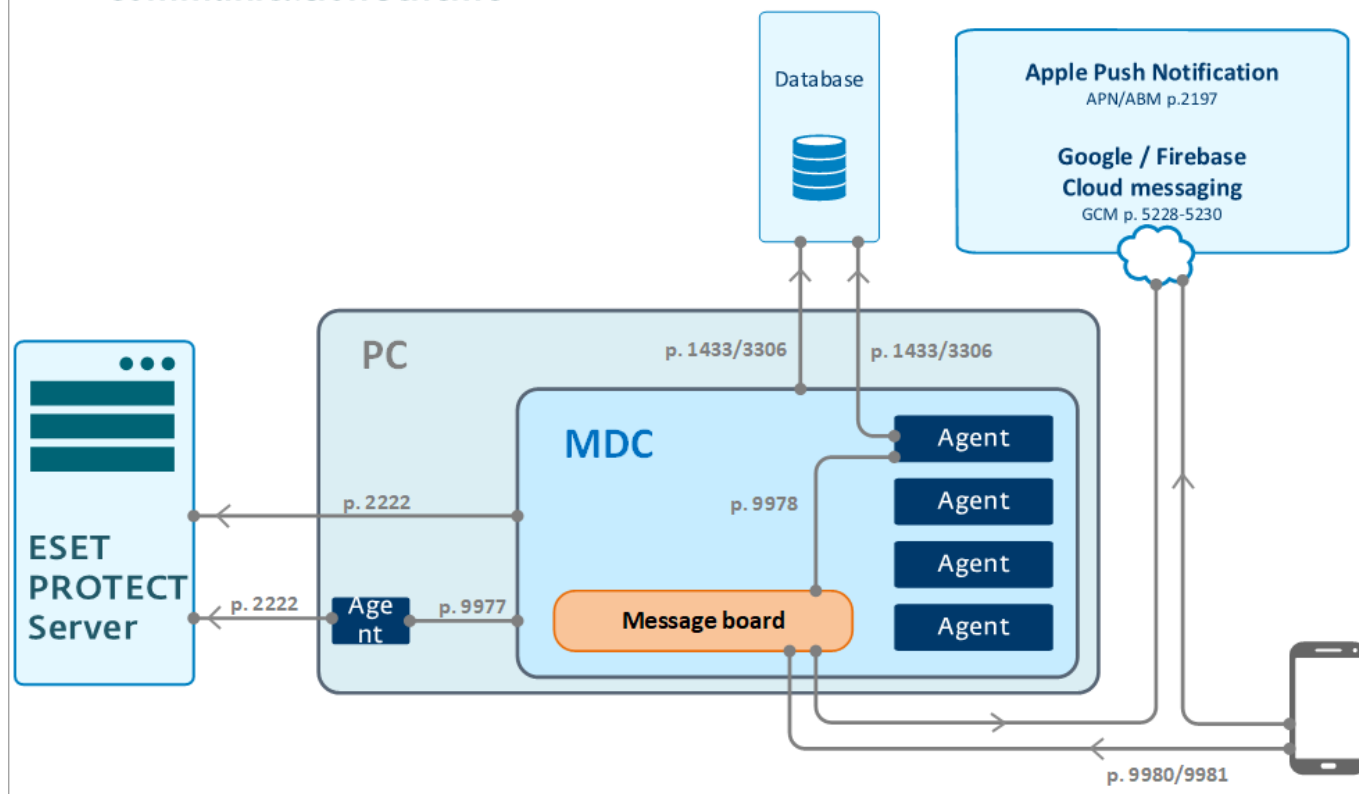 Database
Apple Push Notification
APN/ABM p.2197
Google / Firebase
Cloud messaging
GCM p. 5228-5230
PC
p. 1433/3306
p. 1433/3306
MDC
Agent
p. 9978
Agent
Agent
Agent
p. 2222
ESET
PROTECT
Server
p. 2222
Age
nt
p. 9977
Message board
p. 9980/9981